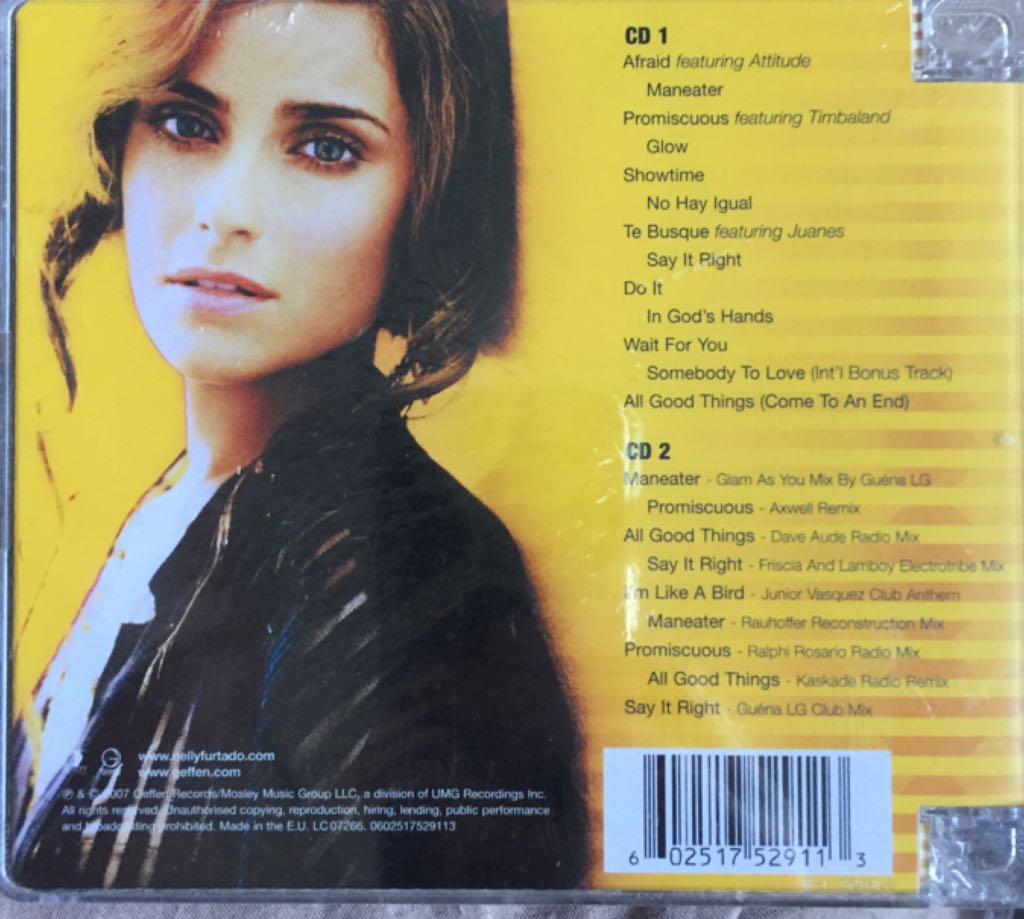 CD 1
Afraid featuring Attitude
Maneater
Promiscuous featuring Timbaland
Glow
Showtime
No Hay Igual
Te Busque featuring Juanes
Say It Right
Do It
In God's Hands
Wait For You
Somebody To Love (Int'l Bonus Track)
All Good Things (Come To An End)
CD 2
Maneater - Glam As You Mix By Guéna LG
Promiscuous - Axwell Remix
All Good Things - Dave Aude Radio Mix
Say It Right - Friscia And Lamboy Electrotribe Mix
I'm Like A Bird - Junior Vasquez Club Anthem
Maneater - Rauhoffer Reconstruction Mix
Promiscuous - Ralphi Rosario Radio Mix
All Good Things - Kaskade Radio Remix
Say It Right - Guéna LG Club Mix
www.nellyfurtado.com
www.geffen.com
℗ & © 2007 Geffen Records/Mosley Music Group LLC, a division of UMG Recordings Inc.
All rights reserved. Unauthorised copying, reproduction, hiring, lending, public performance
and broadcasting prohibited. Made in the E.U. LC 07266. 0602517529113
6 02517 52911 3